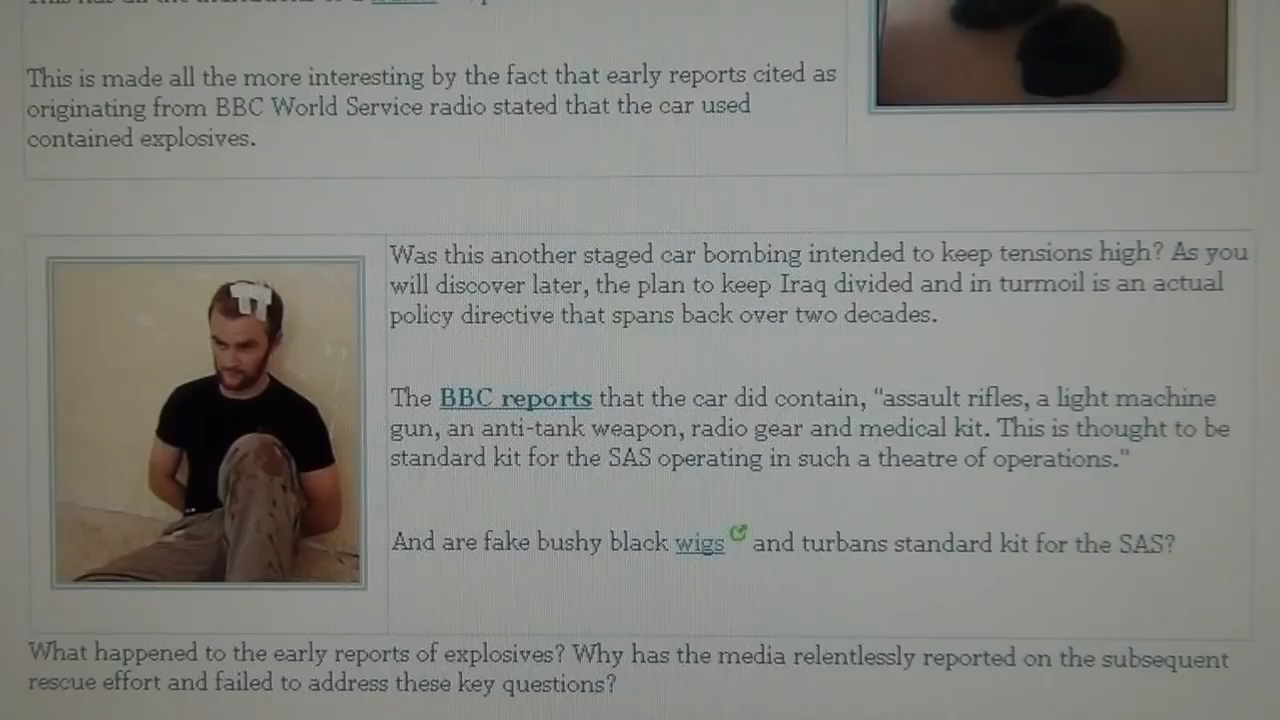 This is made all the more interesting by the fact that early reports cited as
originating from BBC World Service radio stated that the car used
contained explosives.
Was this another staged car bombing intended to keep tensions high? As you
will discover later, the plan to keep Iraq divided and in turmoil is an actual
policy directive that spans back over two decades.
The BBC reports that the car did contain, "assault rifles, a light machine
gun, an anti-tank weapon, radio gear and medical kit. This is thought to be
standard kit for the SAS operating in such a theatre of operations."
And are fake bushy black wigs and turbans standard kit for the SAS?
What happened to the early reports of explosives? Why has the media relentlessly reported on the subsequent
rescue effort and failed to address these key questions?